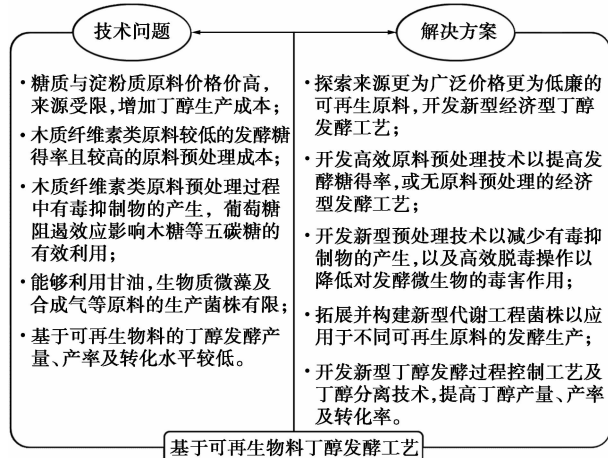 技术问题
·糖质与淀粉质原料价格价高，
来源受限，增加丁醇生产成本；
·木质纤维素类原料较低的发酵糖
得率且较高的原料预处理成本；
·木质纤维素类原料预处理过程
中有毒抑制物的产生，葡萄糖
阻遏效应影响木糖等五碳糖的
有效利用；
·能够利用甘油，生物质微藻及
合成气等原料的生产菌株有限；
·基于可再生物料的丁醇发酵产
量、产率及转化水平较低。
解决方案
·探索来源更为广泛价格更为低廉的
可再生原料，开发新型经济型丁醇
发酵工艺；
·开发高效原料预处理技术以提高发
酵糖得率，或无原料预处理的经济
型发酵工艺；
·开发新型预处理技术以减少有毒抑
制物的产生，以及高效脱毒操作以
降低对发酵微生物的毒害作用；
·拓展并构建新型代谢工程菌株以应
用于不同可再生原料的发酵生产；
·开发新型丁醇发酵过程控制工艺及
丁醇分离技术，提高丁醇产量、产率
及转化率。
基于可再生物料丁醇发酵工艺